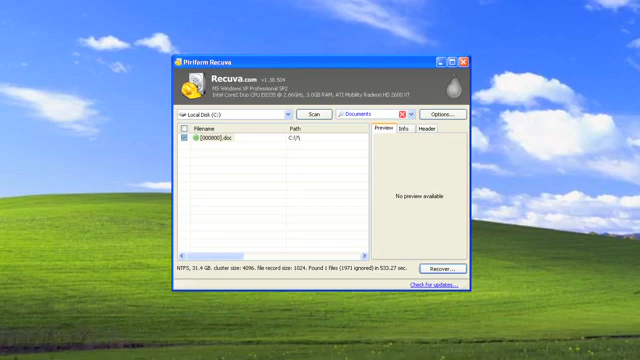 Piriform Recuva
Recuva.com v1.38.504
MS Windows XP Professional SP2
Intel Core2 Duo CPU E8335 @ 2.66GHz, 3.0GB RAM, ATI Mobility Radeon HD 2600 XT
Local Disk (C:)
Scan
Documents
Options...
Filename Path
[000800].doc C:\?\
Preview Info Header
No preview available
NTFS, 31.4 GB. cluster size: 4096. file record size: 1024. Found 1 files (1971 ignored) in 533.27 sec.
Recover...
Check for updates...